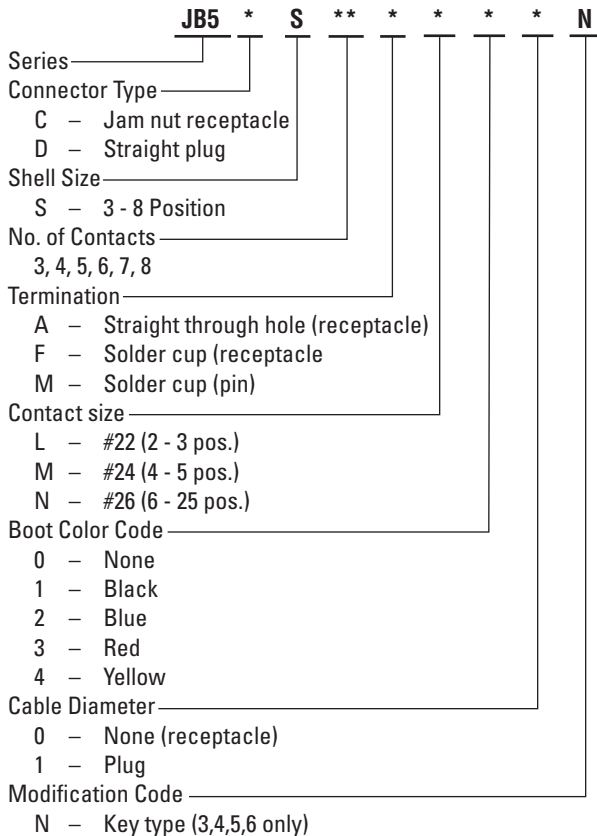 JB5 * S ** * * * * N
Series
Connector Type
C – Jam nut receptacle
D – Straight plug
Shell Size
S – 3 - 8 Position
No. of Contacts
3, 4, 5, 6, 7, 8
Termination
A – Straight through hole (receptacle)
F – Solder cup (receptacle
M – Solder cup (pin)
Contact size
L – #22 (2 - 3 pos.)
M – #24 (4 - 5 pos.)
N – #26 (6 - 25 pos.)
Boot Color Code
0 – None
1 – Black
2 – Blue
3 – Red
4 – Yellow
Cable Diameter
0 – None (receptacle)
1 – Plug
Modification Code
N – Key type (3,4,5,6 only)